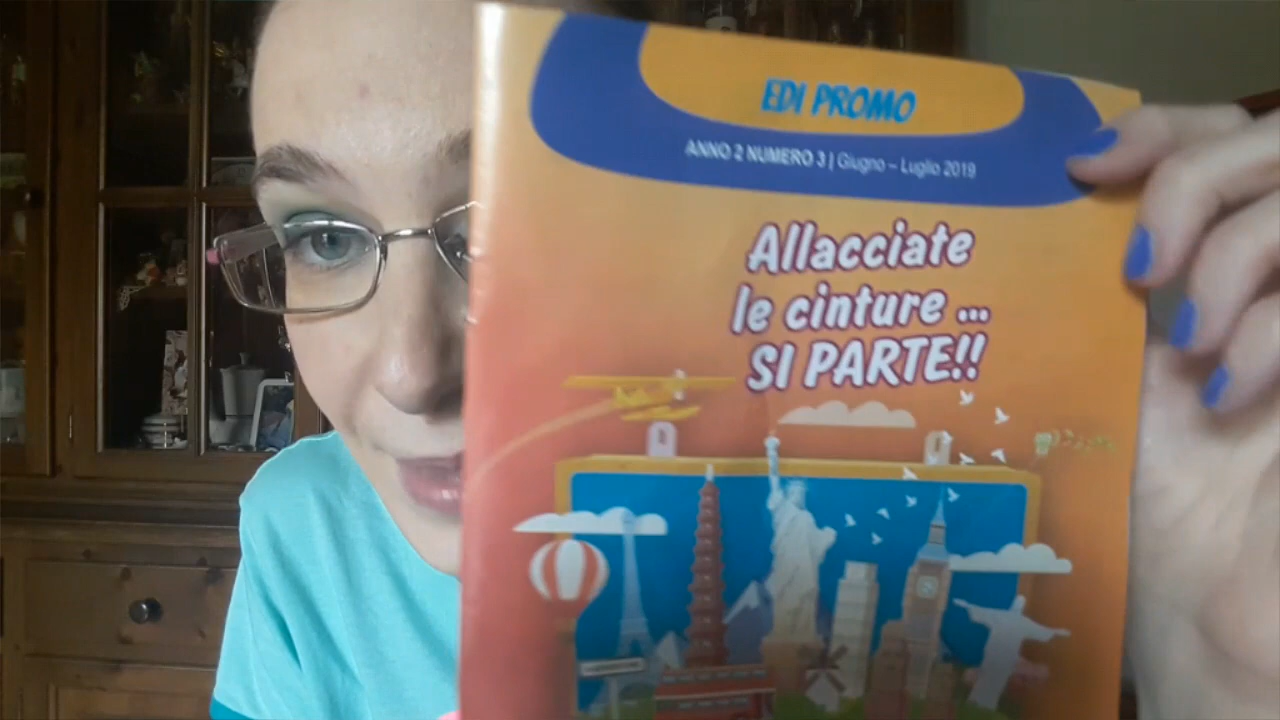 EDI PROMO
ANNO 2 NUMERO 3 | Giugno – Luglio 2019
Allacciate
le cinture ...
SI PARTE!!